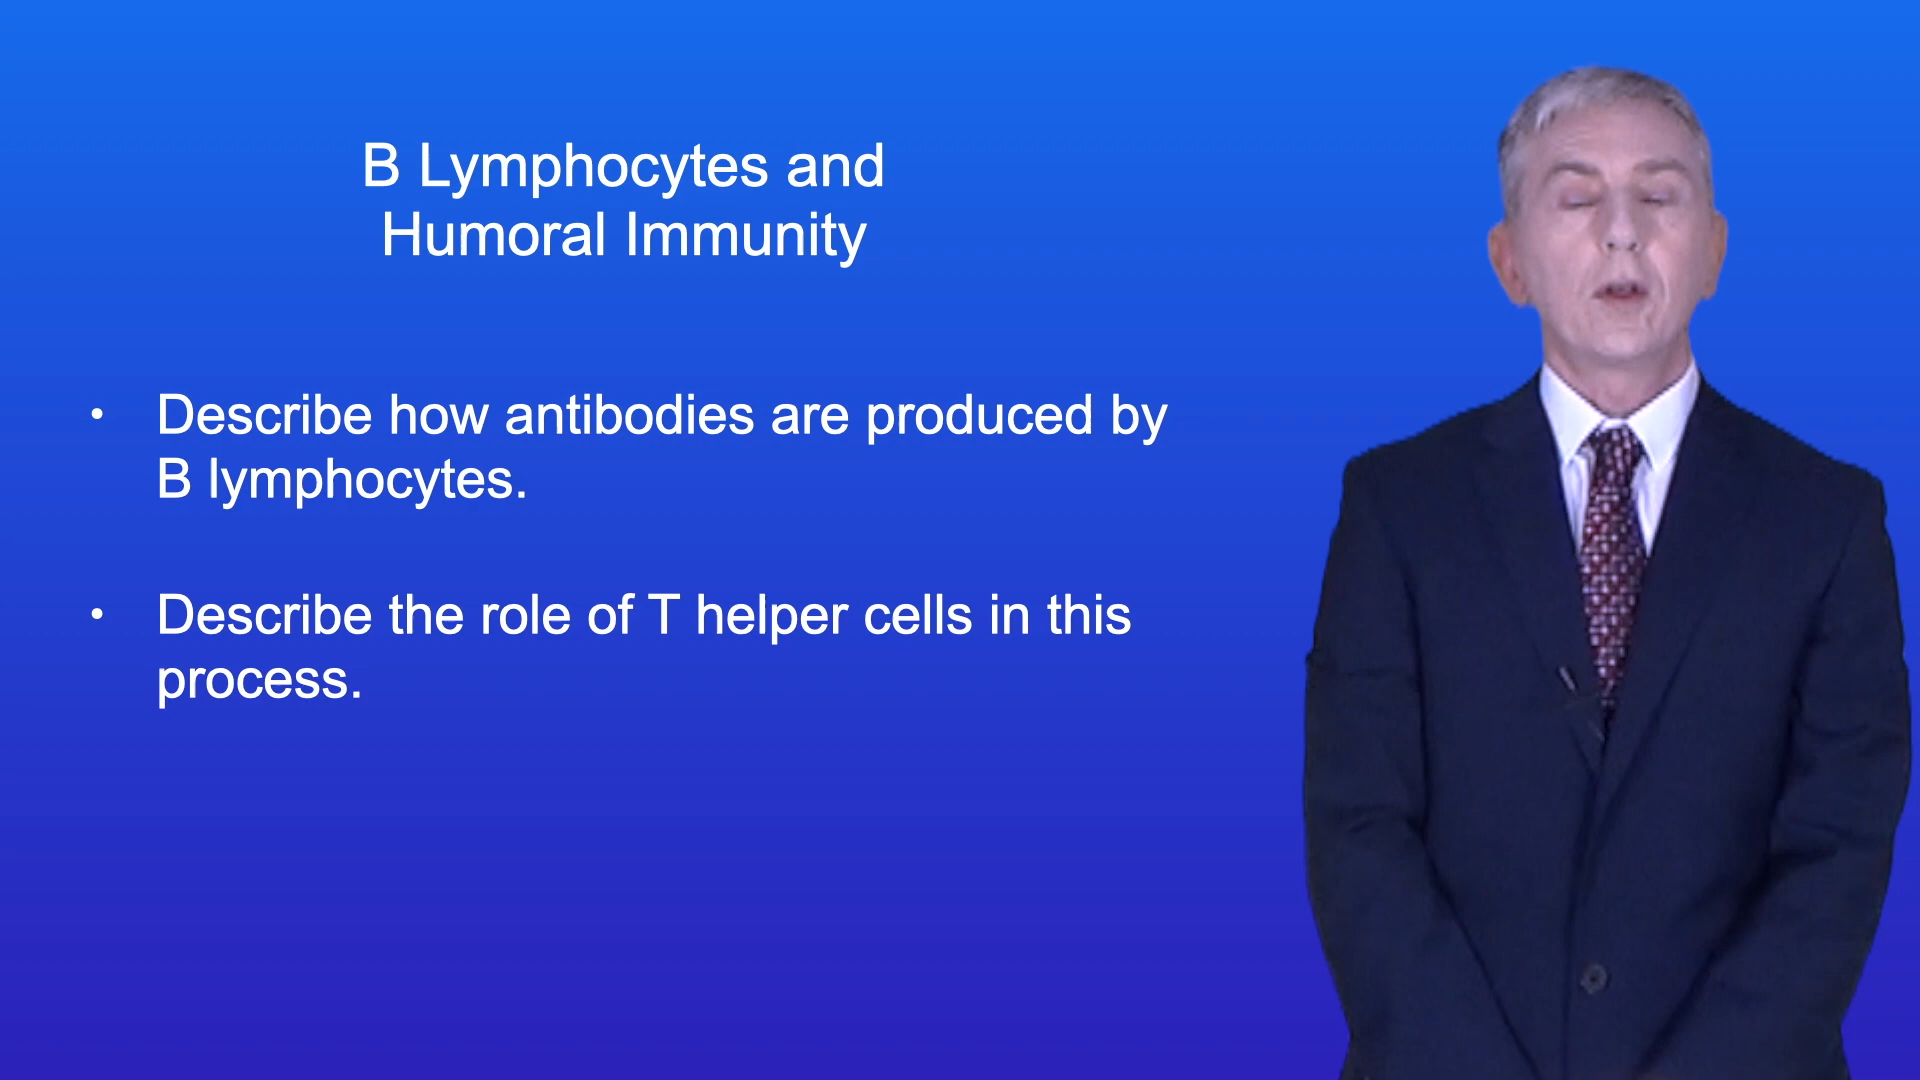 B Lymphocytes and
Humoral Immunity
• Describe how antibodies are produced by
B lymphocytes.
• Describe the role of T helper cells in this
process.